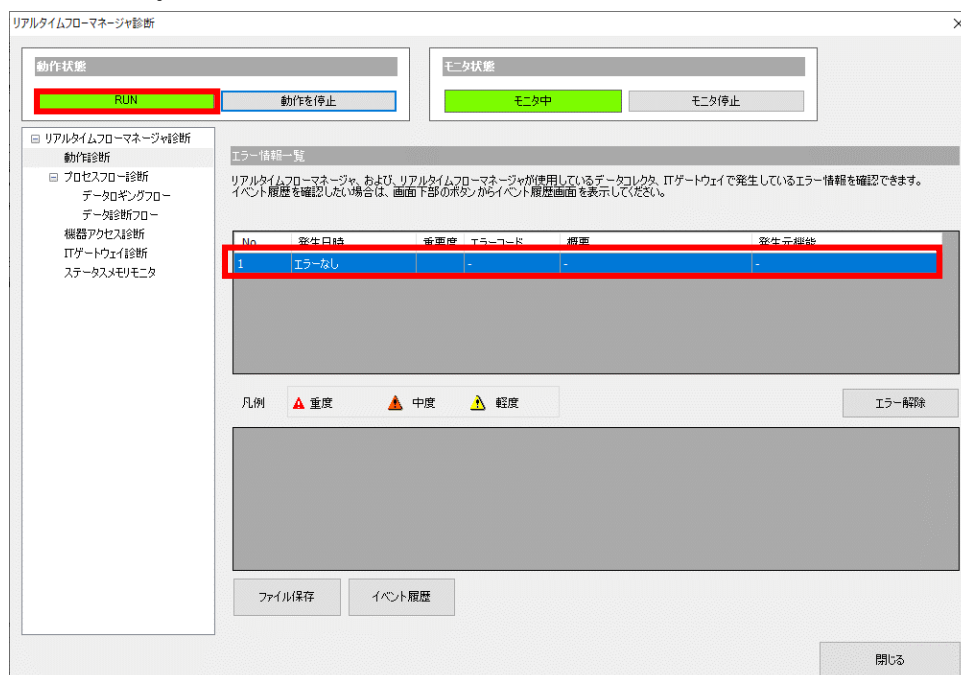 リアルタイムフローマネージャ診断
動作状態
RUN
動作を停止
モニタ状態
モニタ中
モニタ停止
リアルタイムフローマネージャ診断
動作診断
プロセスフロー診断
データロギングフロー
データ診断フロー
機器アクセス診断
ITゲートウェイ診断
ステータスメモリモニタ
エラー情報一覧
リアルタイムフローマネージャ、および、リアルタイムフローマネージャが使用しているデータコレクタ、ITゲートウェイで発生しているエラー情報を確認できます。
イベント履歴を確認したい場合は、画面下部のボタンからイベント履歴画面を表示してください。
No. 発生日時 重要度 エラーコード 概要 発生元機能
1 エラーなし - - -
凡例 重度 中度 軽度
エラー解除
ファイル保存
イベント履歴
閉じる